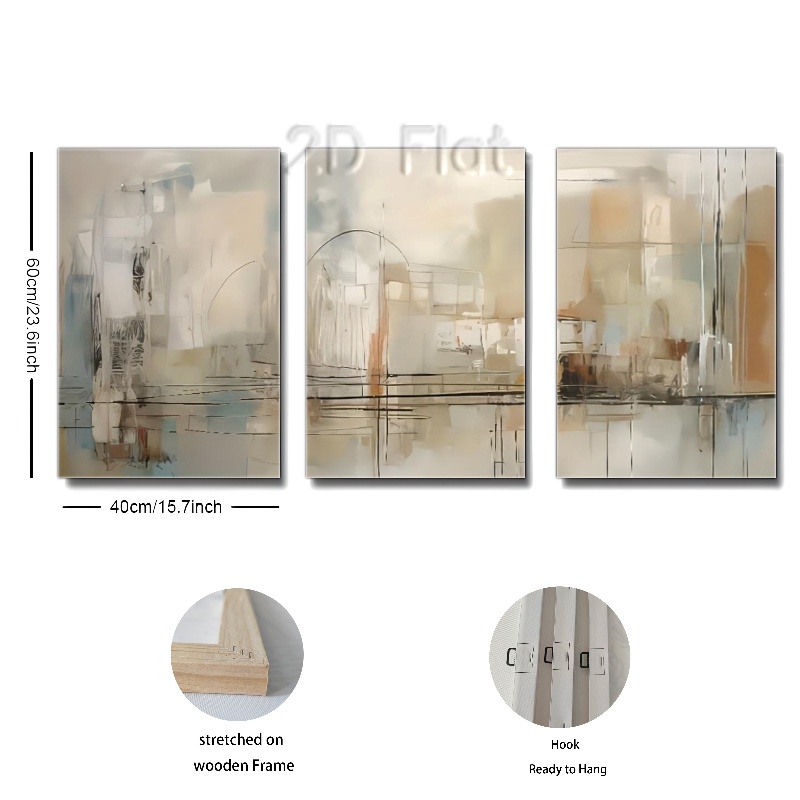 2D Flat
60cm/23.6inch
40cm/15.7inch
stretched on
wooden Frame
Hook
Ready to Hang